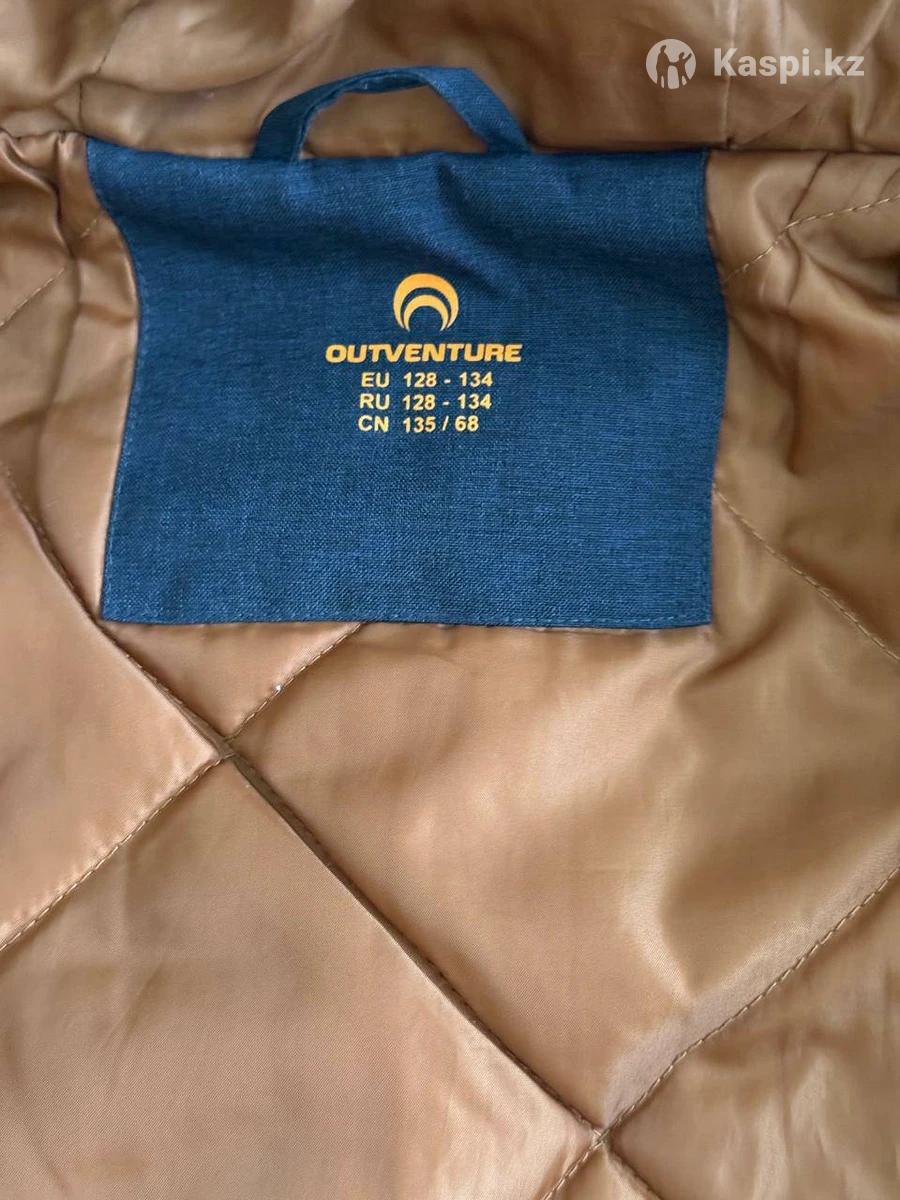 Kaspi.kz
OUTVENTURE
EU 128 - 134
RU 128 - 134
CN 135 / 68